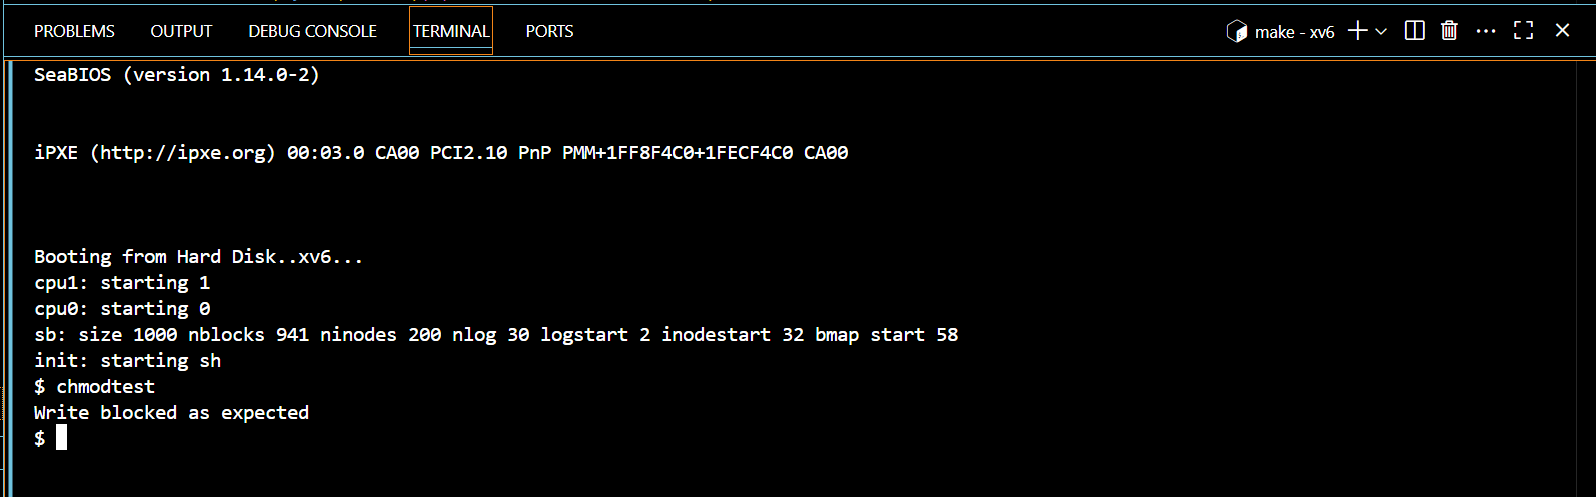 PROBLEMS OUTPUT DEBUG CONSOLE TERMINAL PORTS make - xv6
SeaBIOS (version 1.14.0-2)
iPXE (http://ipxe.org) 00:03.0 CA00 PCI2.10 PnP PMM+1FF8F4C0+1FECF4C0 CA00
Booting from Hard Disk..xv6...
cpu1: starting 1
cpu0: starting 0
sb: size 1000 nblocks 941 ninodes 200 nlog 30 logstart 2 inodestart 32 bmap start 58
init: starting sh
$ chmodtest
Write blocked as expected
$